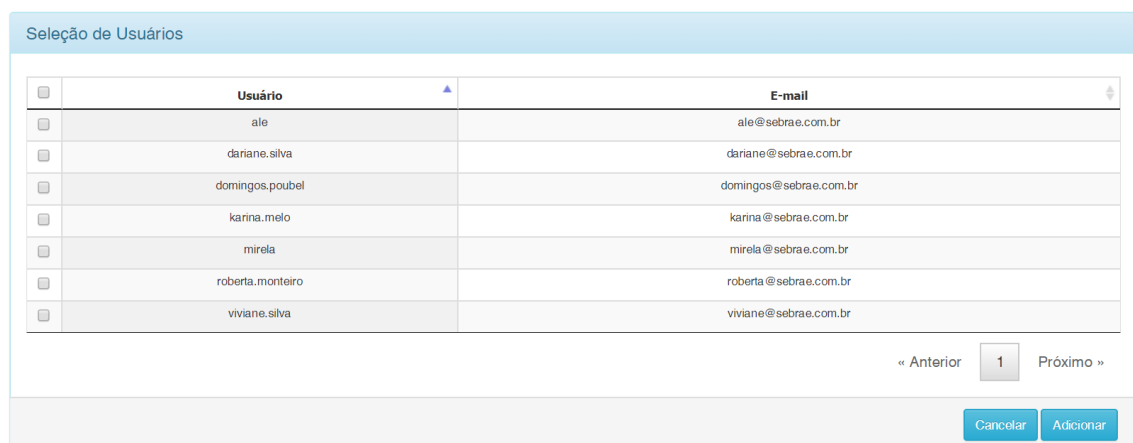 Seleção de Usuários
Usuário E-mail
ale ale@sebrae.com.br
dariane.silva dariane@sebrae.com.br
domingos.poubel domingos@sebrae.com.br
karina.melo karina@sebrae.com.br
mirela mirela@sebrae.com.br
roberta.monteiro roberta@sebrae.com.br
viviane.silva viviane@sebrae.com.br
« Anterior 1 Próximo »
Cancelar Adicionar